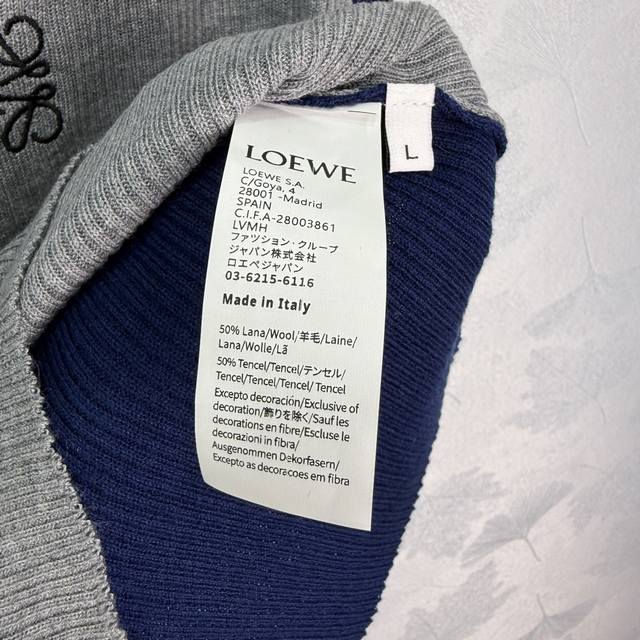 LOEWE
L
LOEWE S.A.
C/Goya, 4
28001 -Madrid
SPAIN
C.I.F.A-28003861
LVMH
ファツション・クループ
ジャパン株式会社
ロエペジャパン
03-6215-6116
Made in Italy
50% Lana/Wool/羊毛/Laine/
Lana/Wolle/Lã
50% Tencel/Tencel/テンセル/
Tencel/Tencel/Tencel/ Tencel
Excepto decoración/Exclusive of
decoration/飾りを除く/Sauf les
decorations en fibre/Escluse le
decorazioni in fibra/
Ausgenommen Dekorfasern/
Excepto as decoracoes em fibra